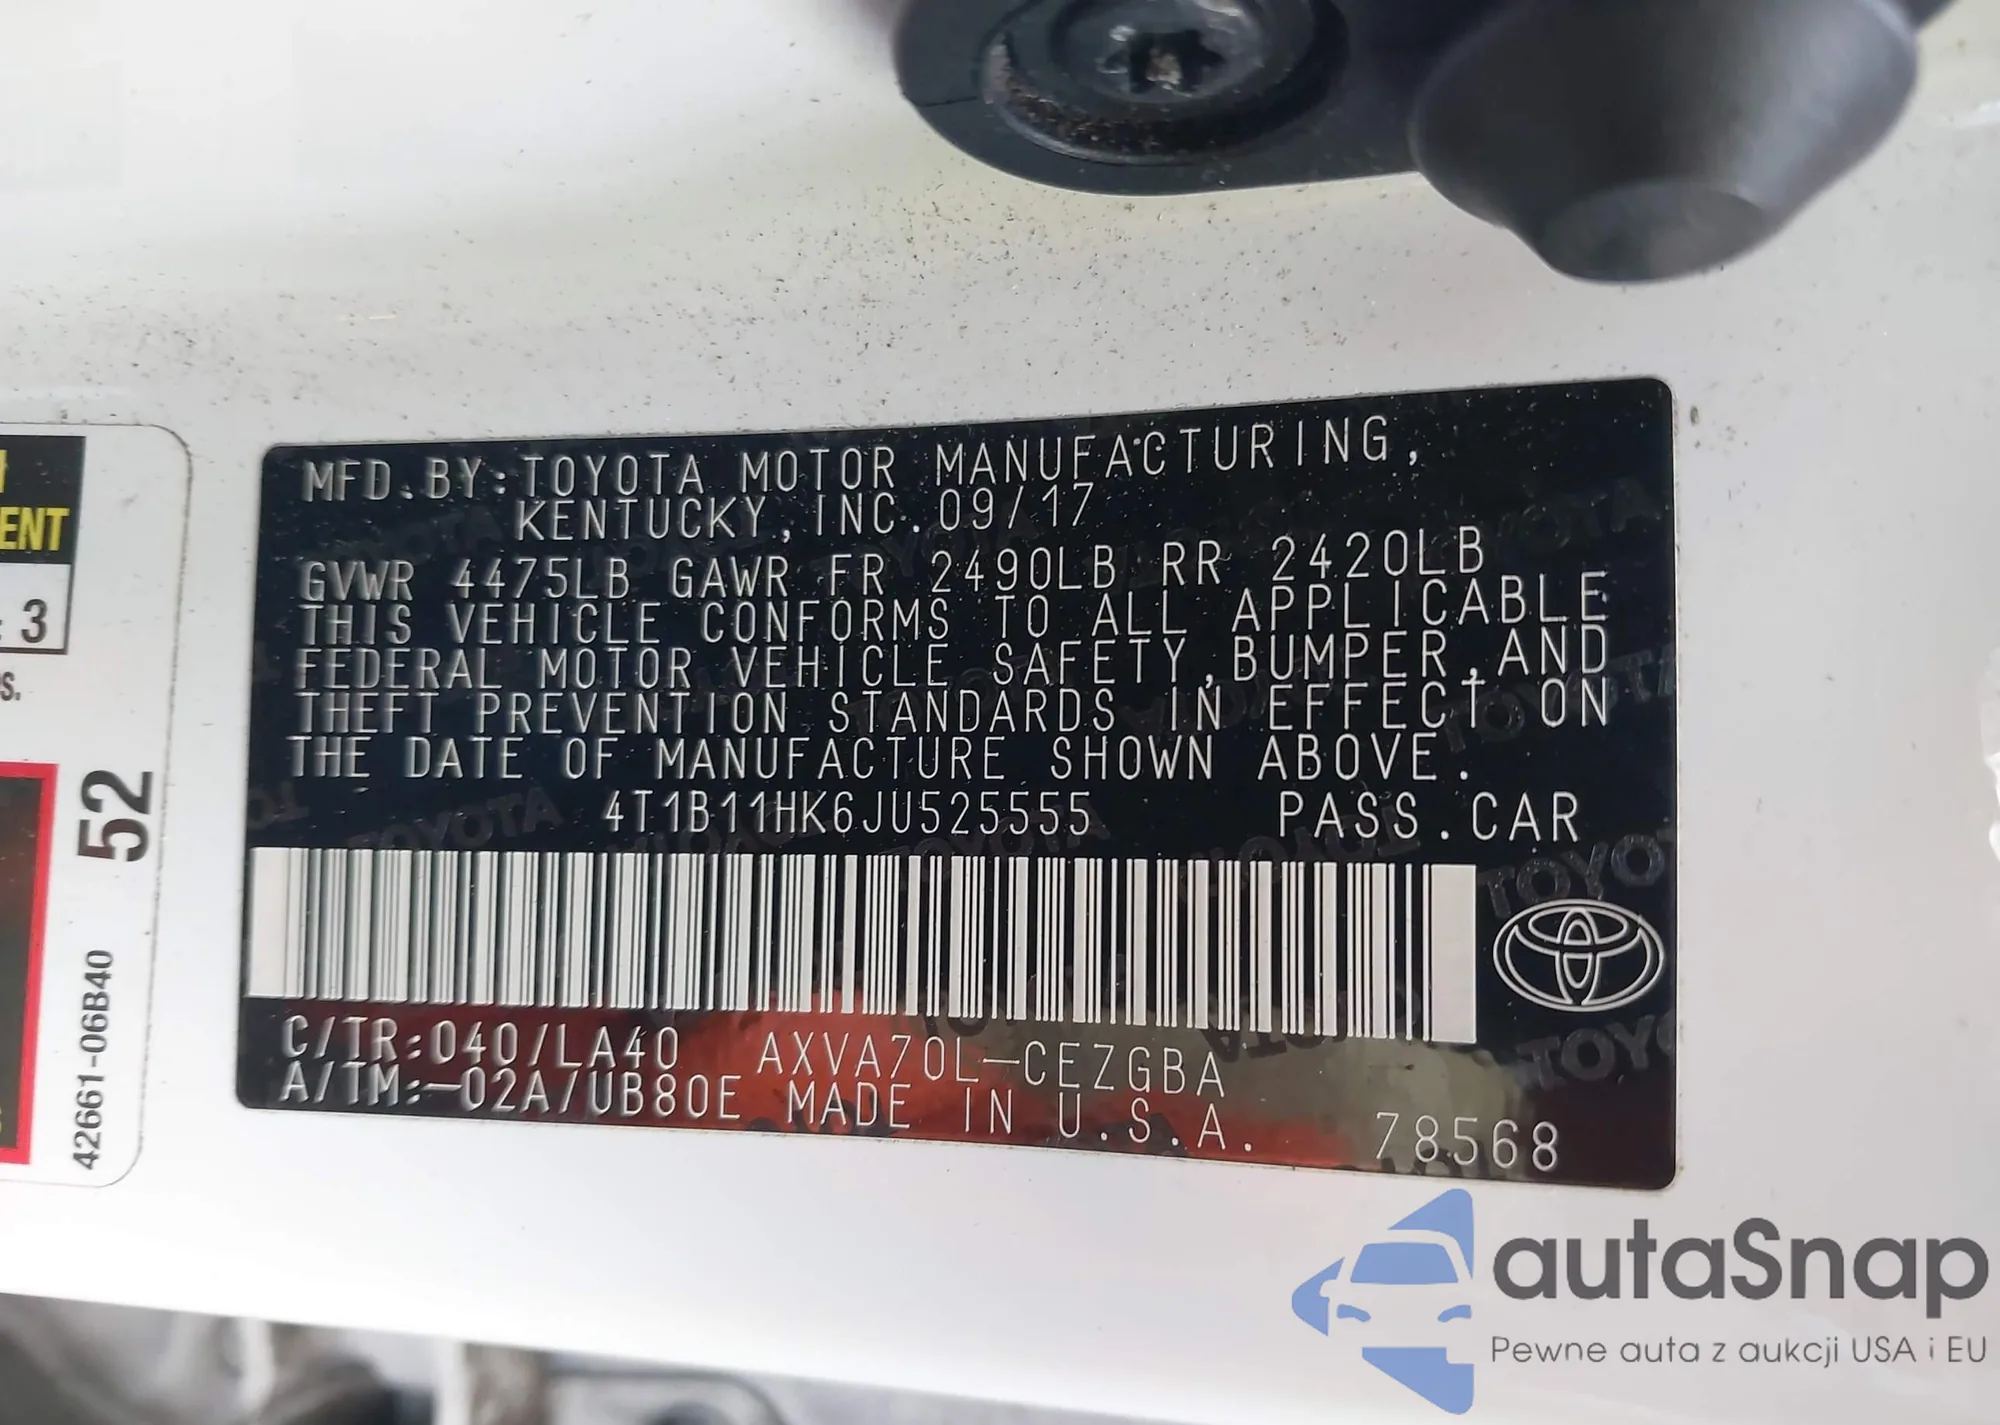 MFD.BY:TOYOTA MOTOR MANUFACTURING,
KENTUCKY,INC.09/17
GVWR 4475LB GAWR FR 2490LB RR 2420LB
THIS VEHICLE CONFORMS TO ALL APPLICABLE
FEDERAL MOTOR VEHICLE SAFETY,BUMPER,AND
THEFT PREVENTION STANDARDS IN EFFECT ON
THE DATE OF MANUFACTURE SHOWN ABOVE.
4T1B11HK6JU525555 PASS.CAR
C/TR:040/LA40 AXVA70L-CEZGBA
A/TM:-02A/UB80E MADE IN U.S.A. 78568
ENT
: 3
s.
52
42661-06B40
autaSnap
Pewne auta z aukcji USA i EU